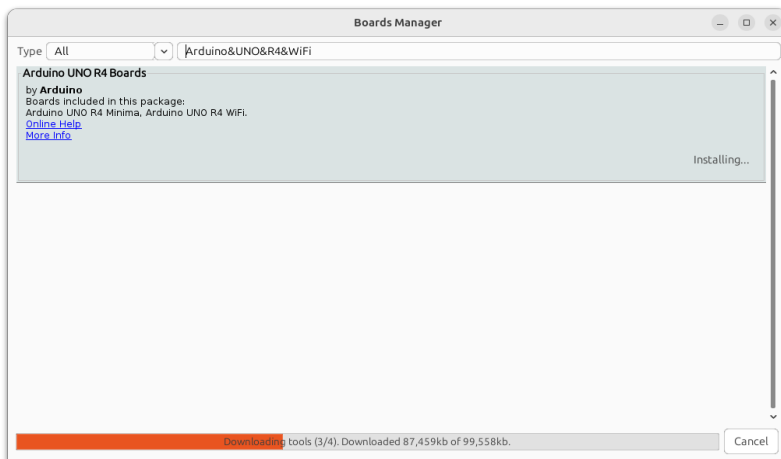 Boards Manager
Type All Arduino&UNO&R4&WiFi
Arduino UNO R4 Boards
by Arduino
Boards included in this package:
Arduino UNO R4 Minima, Arduino UNO R4 WiFi.
Online Help
More Info
Installing...
Downloading tools (3/4). Downloaded 87,459kb of 99,558kb.
Cancel